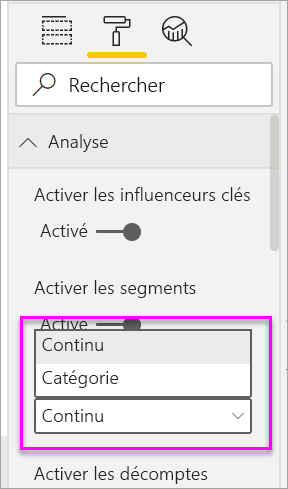 Rechercher
Analyse
Activer les influenceurs clés
Activé
Activer les segments
Activé
Continu
Catégorie
Continu
Activer les décomptes